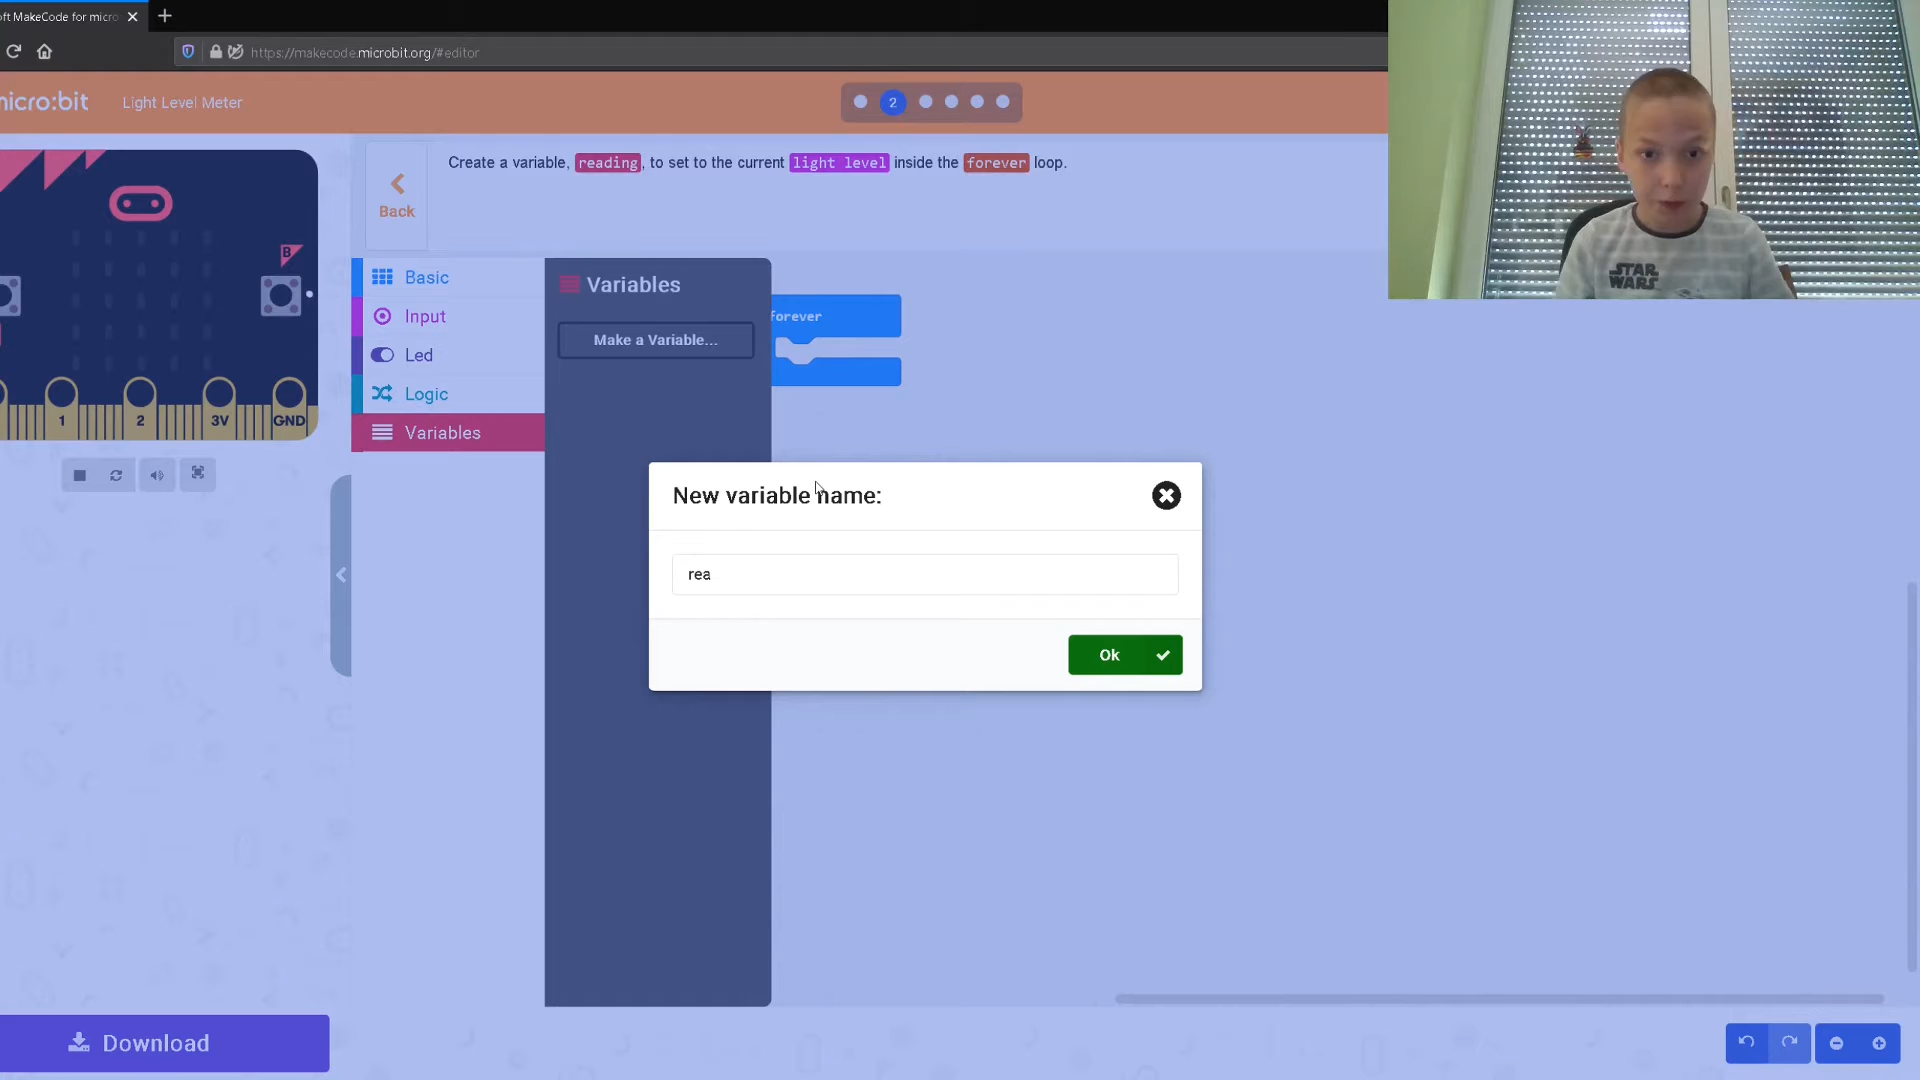 oft MakeCode for micro
https://makecode.microbit.org/#editor
micro:bit
Light Level Meter
2
Back
Create a variable, reading, to set to the current light level inside the forever loop.
B
1
2
3V
GND
Basic
Input
Led
Logic
Variables
Variables
Make a Variable...
forever
New variable name:
rea
Ok
STAR
WARS
Download